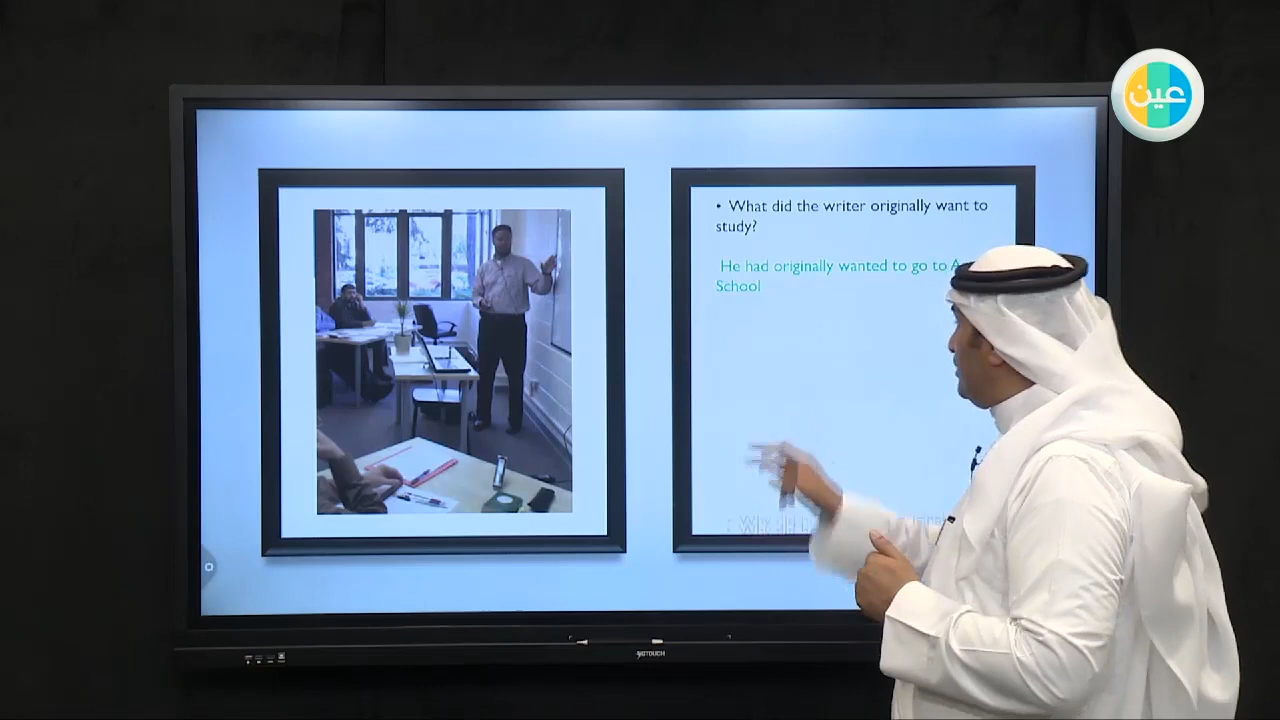 عين
• What did the writer originally want to
study?
He had originally wanted to go to
School